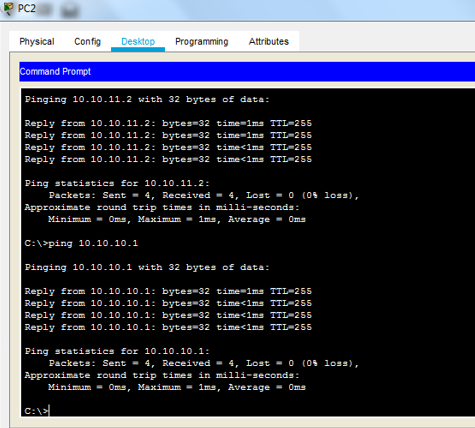 PC2
Physical Config Desktop Programming Attributes
Command Prompt
Pinging 10.10.11.2 with 32 bytes of data:
Reply from 10.10.11.2: bytes=32 time=1ms TTL=255
Reply from 10.10.11.2: bytes=32 time<1ms TTL=255
Reply from 10.10.11.2: bytes=32 time<1ms TTL=255
Reply from 10.10.11.2: bytes=32 time<1ms TTL=255
Ping statistics for 10.10.11.2:
Packets: Sent = 4, Received = 4, Lost = 0 (0% loss),
Approximate round trip times in milli-seconds:
Minimum = 0ms, Maximum = 1ms, Average = 0ms
C:\>ping 10.10.10.1
Pinging 10.10.10.1 with 32 bytes of data:
Reply from 10.10.10.1: bytes=32 time=1ms TTL=255
Reply from 10.10.10.1: bytes=32 time<1ms TTL=255
Reply from 10.10.10.1: bytes=32 time<1ms TTL=255
Reply from 10.10.10.1: bytes=32 time<1ms TTL=255
Ping statistics for 10.10.10.1:
Packets: Sent = 4, Received = 4, Lost = 0 (0% loss),
Approximate round trip times in milli-seconds:
Minimum = 0ms, Maximum = 1ms, Average = 0ms
C:\>